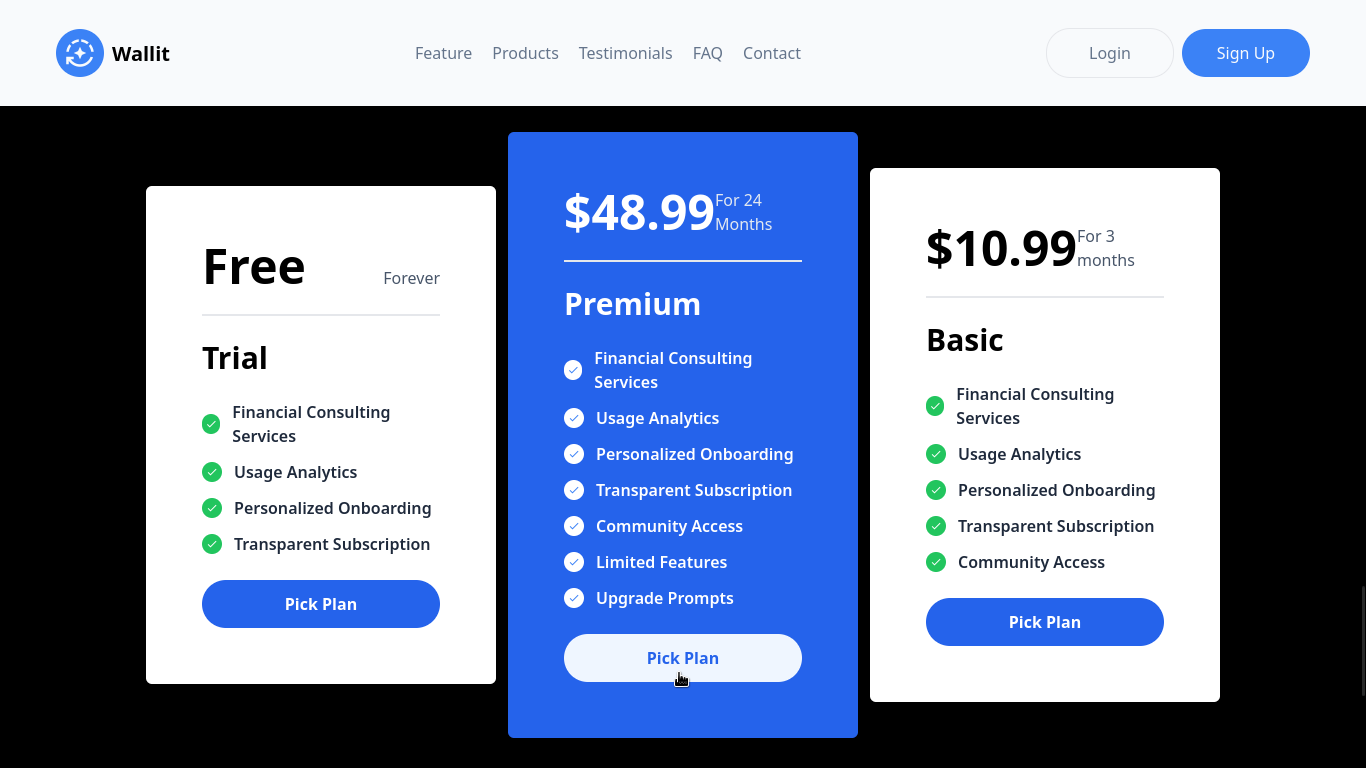 Wallit
Feature
Products
Testimonials
FAQ
Contact
Login
Sign Up
Free
Forever
Trial
Financial Consulting
Services
Usage Analytics
Personalized Onboarding
Transparent Subscription
Pick Plan
$48.99
For 24
Months
Premium
Financial Consulting
Services
Usage Analytics
Personalized Onboarding
Transparent Subscription
Community Access
Limited Features
Upgrade Prompts
Pick Plan
$10.99
For 3
months
Basic
Financial Consulting
Services
Usage Analytics
Personalized Onboarding
Transparent Subscription
Community Access
Pick Plan